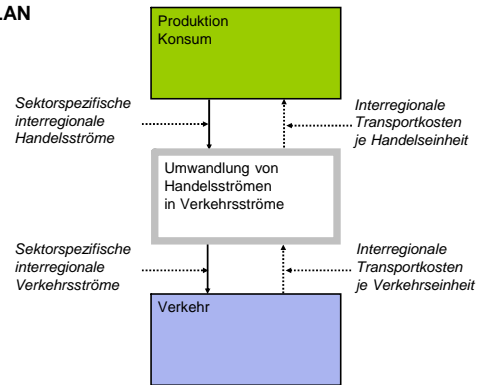 LAN
Produktion
Konsum
Sektorspezifische
interregionale
Handelsströme
Interregionale
Transportkosten
je Handelseinheit
Umwandlung von
Handelsströmen
in Verkehrsströme
Sektorspezifische
interregionale
Verkehrsströme
Interregionale
Transportkosten
je Verkehrseinheit
Verkehr